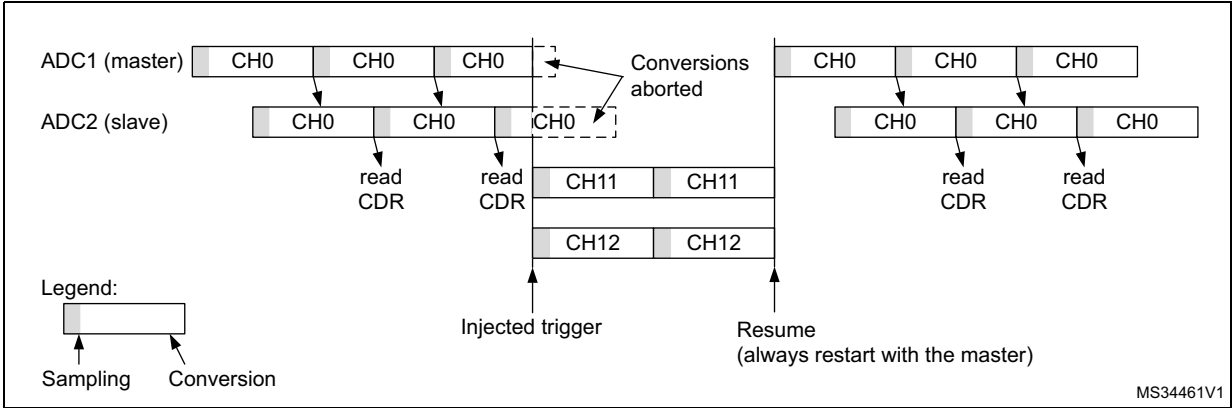 ADC1 (master) CH0 CH0 CH0 Conversions aborted CH0 CH0 CH0
ADC2 (slave) CH0 CH0 CH0 CH0 CH0 CH0
read CDR read CDR read CDR read CDR
CH11 CH11
CH12 CH12
Legend:
Injected trigger
Resume
(always restart with the master)
Sampling Conversion
MS34461V1